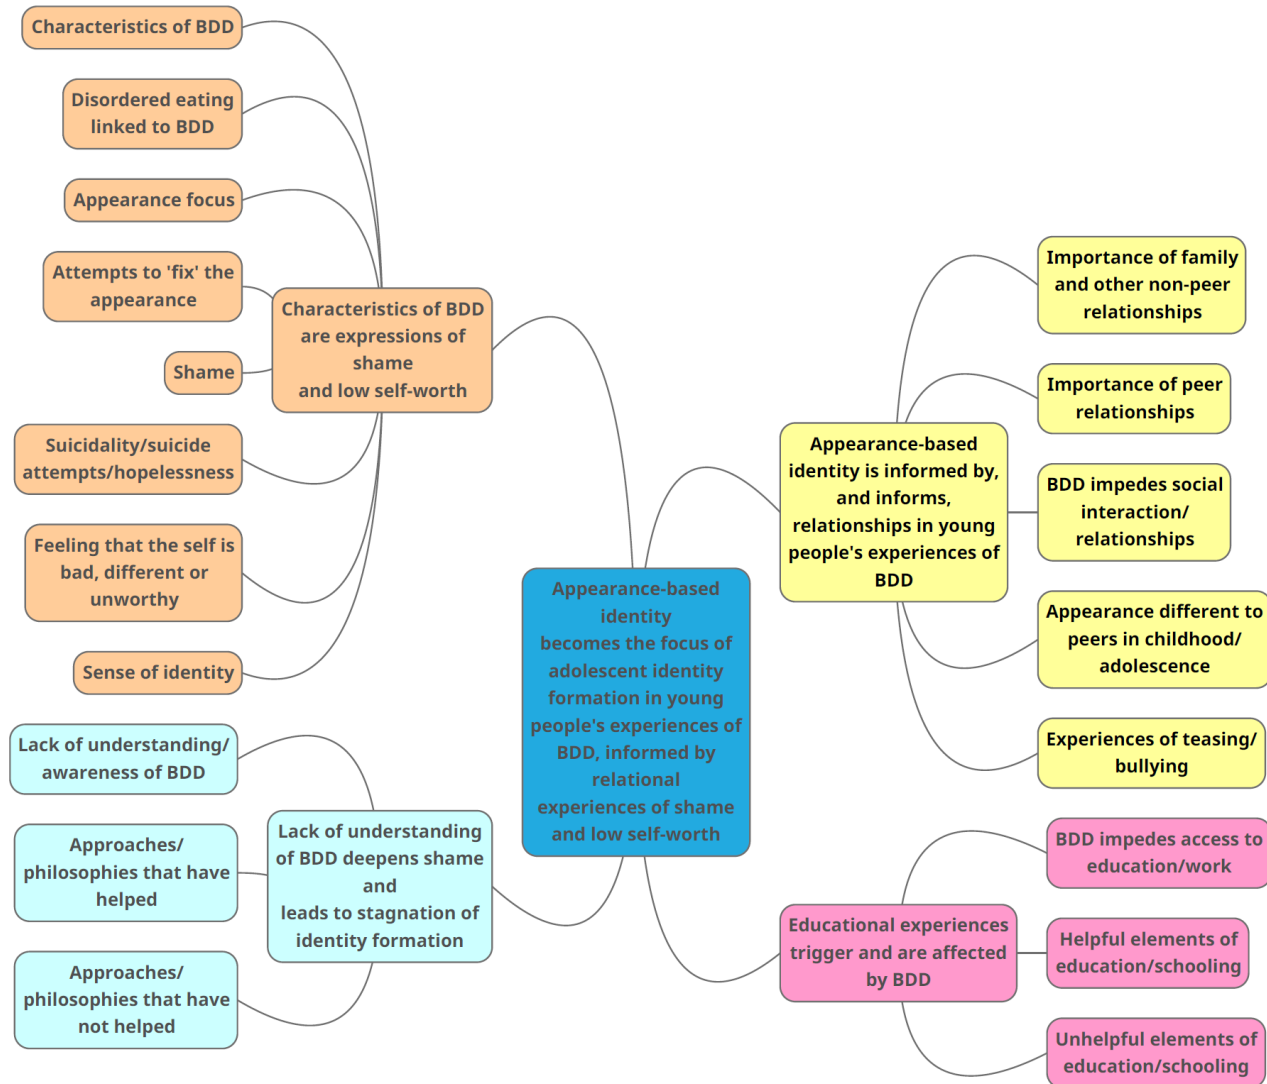 Characteristics of BDD
Disordered eating
linked to BDD
Appearance focus
Attempts to 'fix' the
appearance
Shame
Suicidality/suicide
attempts/hopelessness
Feeling that the self is
bad, different or
unworthy
Sense of identity
Characteristics of BDD
are expressions of
shame
and low self-worth
Lack of understanding/
awareness of BDD
Approaches/
philosophies that have
helped
Approaches/
philosophies that have
not helped
Lack of understanding
of BDD deepens shame
and
leads to stagnation of
identity formation
Appearance-based
identity
becomes the focus of
adolescent identity
formation in young
people's experiences of
BDD, informed by
relational
experiences of shame
and low self-worth
Appearance-based
identity is informed by,
and informs,
relationships in young
people's experiences of
BDD
Importance of family
and other non-peer
relationships
Importance of peer
relationships
BDD impedes social
interaction/
relationships
Appearance different to
peers in childhood/
adolescence
Experiences of teasing/
bullying
Educational experiences
trigger and are affected
by BDD
BDD impedes access to
education/work
Helpful elements of
education/schooling
Unhelpful elements of
education/schooling